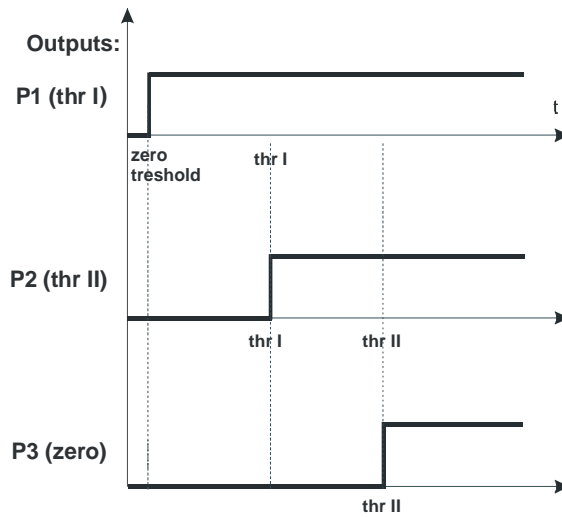 Outputs:
P1 (thr I)
t
zero
treshold
thr I
P2 (thr II)
thr I
thr II
P3 (zero)
thr II